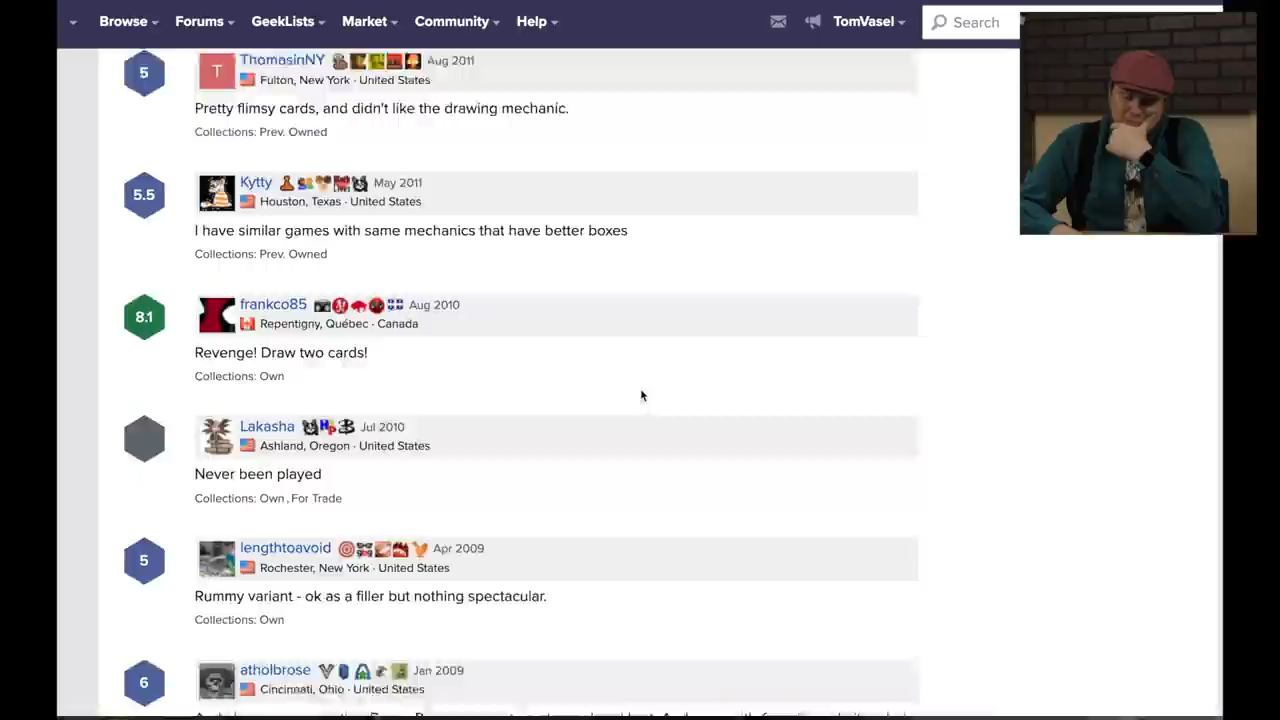 Browse Forums GeekLists Market Community Help TomVasel Search
5 T ThomasinNY Aug 2011
Fulton, New York · United States
Pretty flimsy cards, and didn't like the drawing mechanic.
Collections: Prev. Owned
5.5 Kytty May 2011
Houston, Texas · United States
I have similar games with same mechanics that have better boxes
Collections: Prev. Owned
8.1 frankco85 Aug 2010
Repentigny, Québec · Canada
Revenge! Draw two cards!
Collections: Own
Lakasha Jul 2010
Ashland, Oregon · United States
Never been played
Collections: Own , For Trade
5 lengthtoavoid Apr 2009
Rochester, New York · United States
Rummy variant - ok as a filler but nothing spectacular.
Collections: Own
6 atholbrose Jan 2009
Cincinnati, Ohio · United States